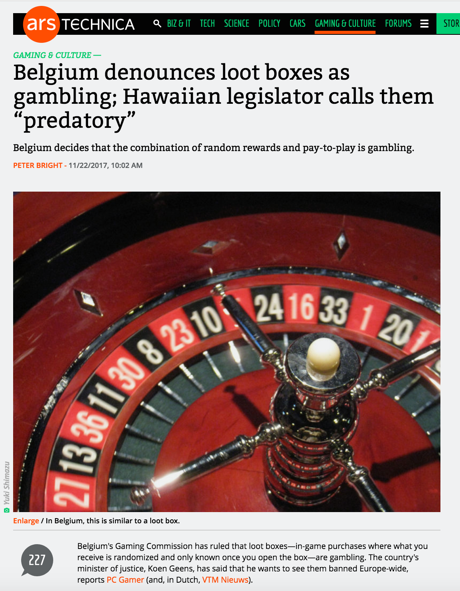 ars TECHNICA BIZ & IT TECH SCIENCE POLICY CARS GAMING & CULTURE FORUMS STOR
GAMING & CULTURE —
Belgium denounces loot boxes as
gambling; Hawaiian legislator calls them
“predatory”
Belgium decides that the combination of random rewards and pay-to-play is gambling.
PETER BRIGHT - 11/22/2017, 10:02 AM
27 13 36 11 30 8 23 10 24 16 33 1 20 1
Yuki Shimazu
Enlarge / In Belgium, this is similar to a loot box.
227
Belgium's Gaming Commission has ruled that loot boxes—in-game purchases where what you
receive is randomized and only known once you open the box—are gambling. The country's
minister of justice, Koen Geens, has said that he wants to see them banned Europe-wide,
reports PC Gamer (and, in Dutch, VTM Nieuws).